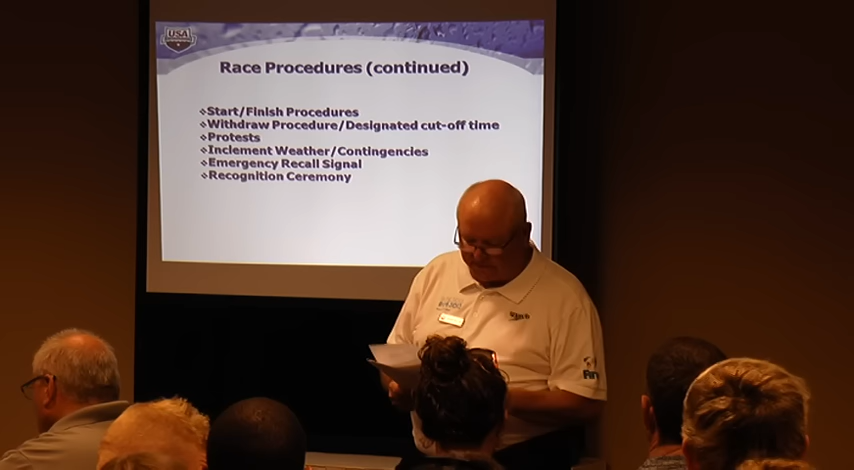 USA
Race Procedures (continued)
❖Start/Finish Procedures
❖Withdraw Procedure/Designated cut-off time
❖Protests
❖Inclement Weather/Contingencies
❖Emergency Recall Signal
❖Recognition Ceremony